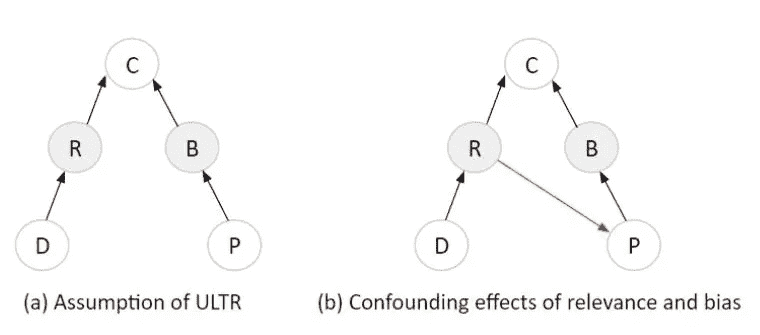 C
R
B
D
P
(a) Assumption of ULTR
C
R
B
D
P
(b) Confounding effects of relevance and bias